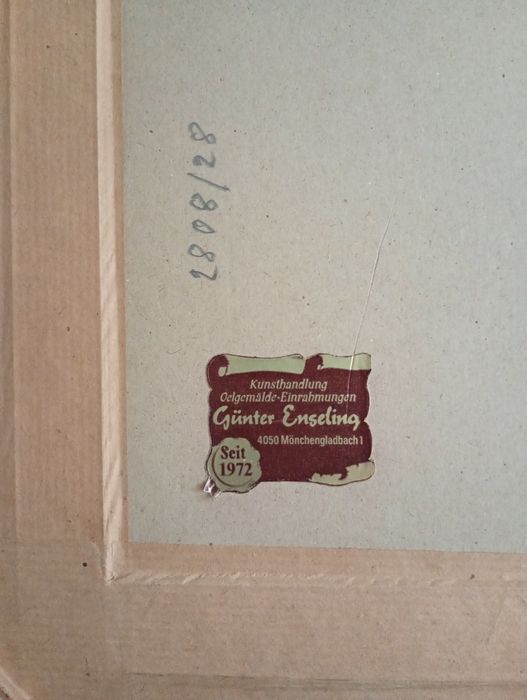 2808/28
Kunsthandlung
Oelgemälde-Einrahmungen
Günter Enseling
4050 Mönchengladbach 1
Seit
1972